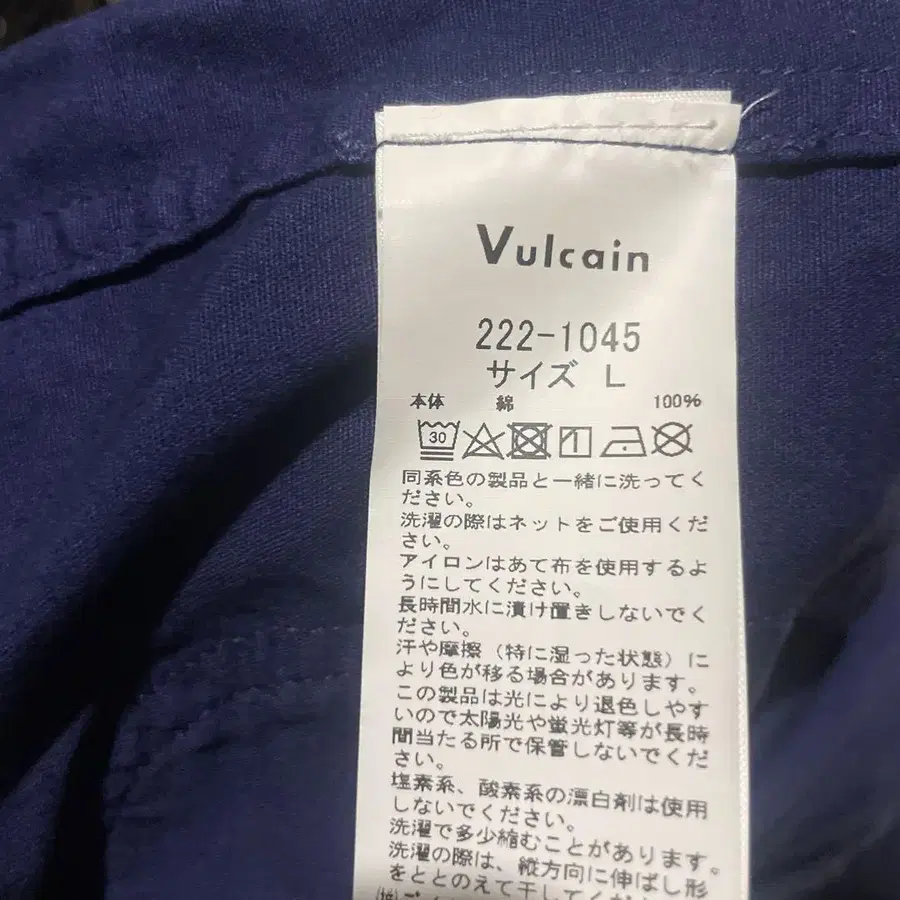 Vulcain
222-1045
サイズ L
本体 綿 100%
30
同系色の製品と一緒に洗ってく
ださい。
洗濯の際はネットをご使用くだ
さい。
アイロンはあて布を使用するよ
うにしてください。
長時間水に漬け置きしないでく
ださい。
汗や摩擦（特に湿った状態）に
より色が移る場合があります。
この製品は光により退色しやす
いので太陽光や蛍光灯等が長時
間当たる所で保管しないでくだ
さい。
塩素系、酸素系の漂白剤は使用
しないでください。
洗濯で多少縮むことがあります。
洗濯の際は、縦方向に伸ばし形
をととのえて干してくだ